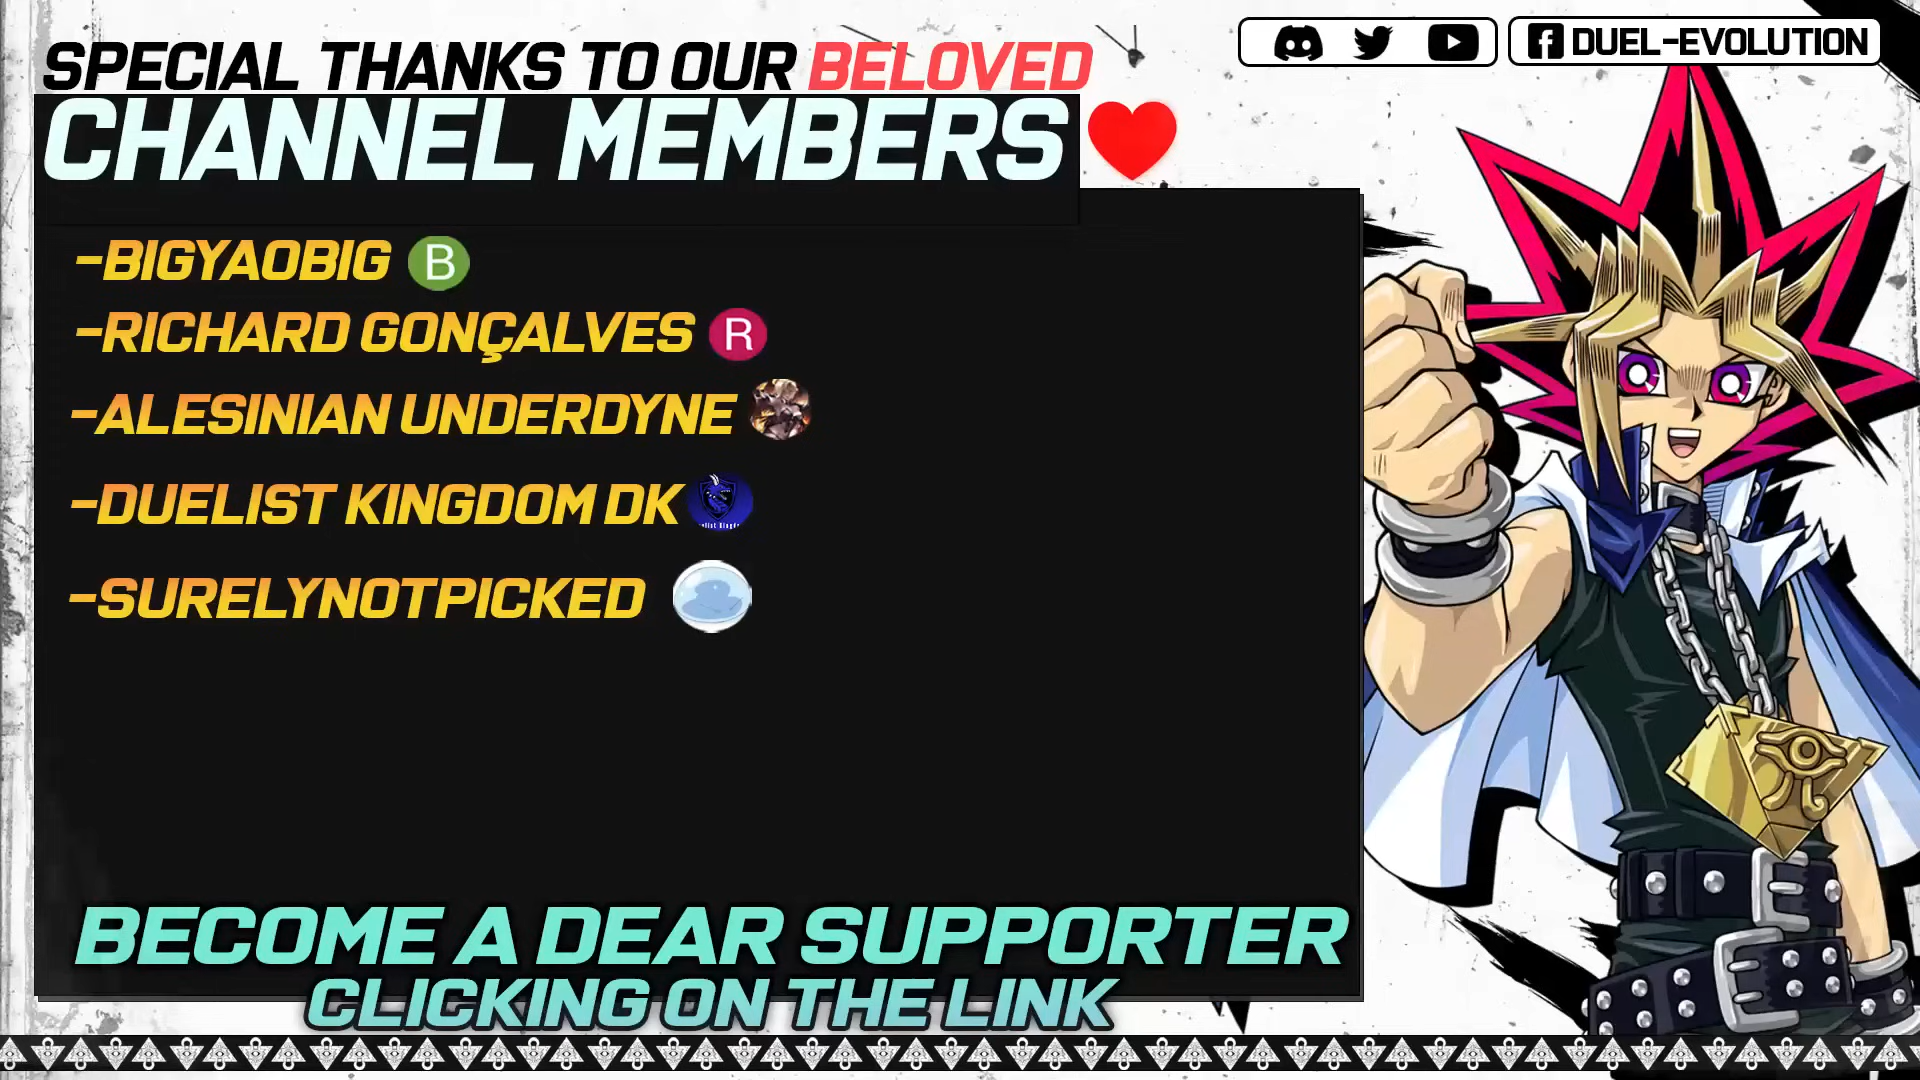 SPECIAL THANKS TO OUR BELOVED
CHANNEL MEMBERS
DUEL-EVOLUTION
-BIGYAOBIG B
-RICHARD GONÇALVES R
-ALESINIAN UNDERDYNE
-DUELIST KINGDOM DK
-SURELYNOTPICKED
BECOME A DEAR SUPPORTER
CLICKING ON THE LINK